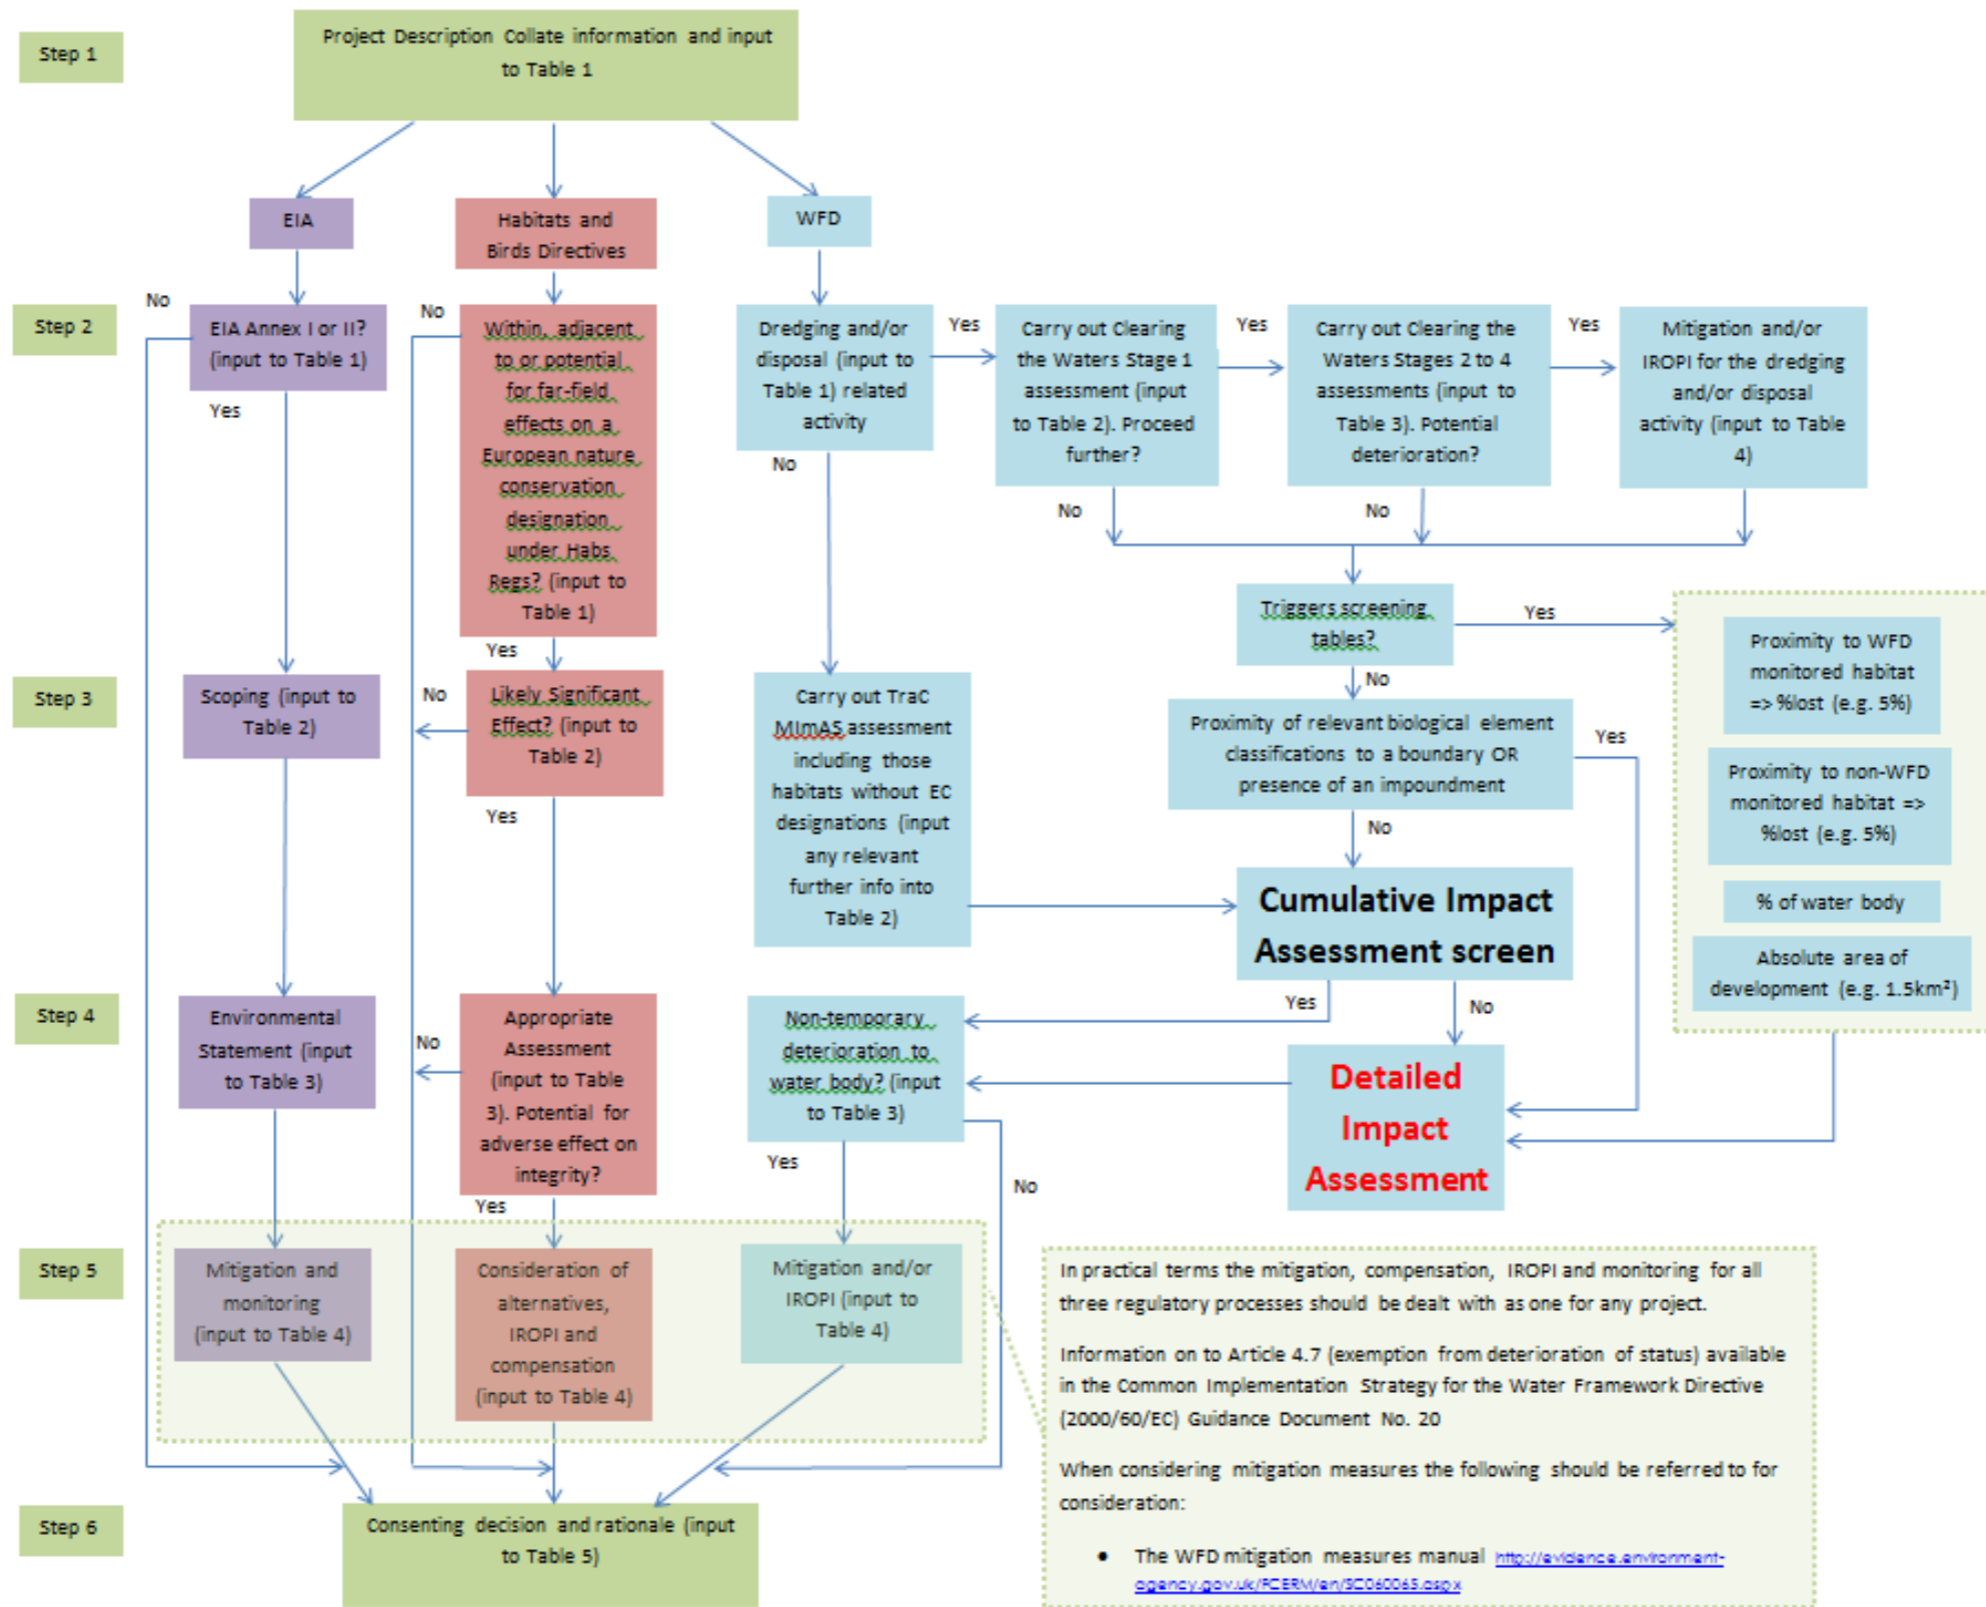 Step 1
Project Description Collate information and input
to Table 1
EIA
Habitats and
Birds Directives
WFD
Step 2
No
EIA Annex I or II?
(input to Table 1)
Yes
No
Within, adjacent
to or potential
for far-field
effects on a
European nature
conservation
designation
under Habs
Regs? (input to
Table 1)
Yes
Dredging and/or
disposal (input to
Table 1) related
activity
Yes
No
Carry out Clearing
the Waters Stage 1
assessment (input
to Table 2). Proceed
further?
Yes
No
Carry out Clearing the
Waters Stages 2 to 4
assessments (input to
Table 3). Potential
deterioration?
Yes
No
Mitigation and/or
IROPI for the dredging
and/or disposal
activity (input to Table
4)
Triggers screening
tables?
Yes
No
Proximity to WFD
monitored habitat
=> %lost (e.g. 5%)
Proximity to non-WFD
monitored habitat =>
%lost (e.g. 5%)
% of water body
Absolute area of
development (e.g. 1.5km²)
Step 3
Scoping (input to
Table 2)
No
Likely Significant
Effect? (input to
Table 2)
Yes
Carry out TraC
MImAS assessment
including those
habitats without EC
designations (input
any relevant
further info into
Table 2)
Proximity of relevant biological element
classifications to a boundary OR
presence of an impoundment
Yes
No
Cumulative Impact
Assessment screen
Yes
No
Step 4
Environmental
Statement (input
to Table 3)
No
Appropriate
Assessment
(input to Table
3). Potential for
adverse effect on
integrity?
Yes
Non-temporary
deterioration to
water body? (input
to Table 3)
Yes
No
Detailed
Impact
Assessment
Step 5
Mitigation and
monitoring
(input to Table 4)
Consideration of
alternatives,
IROPI and
compensation
(input to Table 4)
Mitigation and/or
IROPI (input to
Table 4)
In practical terms the mitigation, compensation, IROPI and monitoring for all
three regulatory processes should be dealt with as one for any project.
Information on to Article 4.7 (exemption from deterioration of status) available
in the Common Implementation Strategy for the Water Framework Directive
(2000/60/EC) Guidance Document No. 20
When considering mitigation measures the following should be referred to for
consideration:
• The WFD mitigation measures manual http://evidence.environment-
agency.gov.uk/FCERM/en/SC060065.aspx
Step 6
Consenting decision and rationale (input
to Table 5)